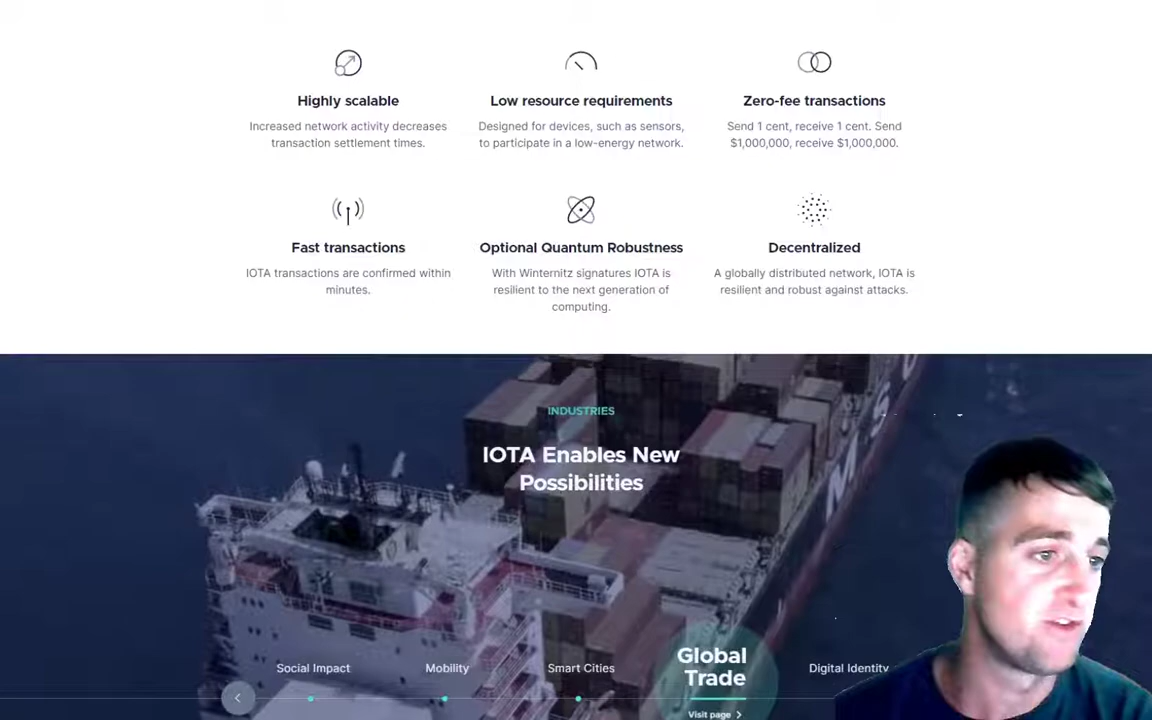 Highly scalable
Increased network activity decreases
transaction settlement times.
Low resource requirements
Designed for devices, such as sensors,
to participate in a low-energy network.
Zero-fee transactions
Send 1 cent, receive 1 cent. Send
$1,000,000, receive $1,000,000.
Fast transactions
IOTA transactions are confirmed within
minutes.
Optional Quantum Robustness
With Winternitz signatures IOTA is
resilient to the next generation of
computing.
Decentralized
A globally distributed network, IOTA is
resilient and robust against attacks.
INDUSTRIES
IOTA Enables New
Possibilities
Social Impact
Mobility
Smart Cities
Global
Trade
Visit page
Digital Identity